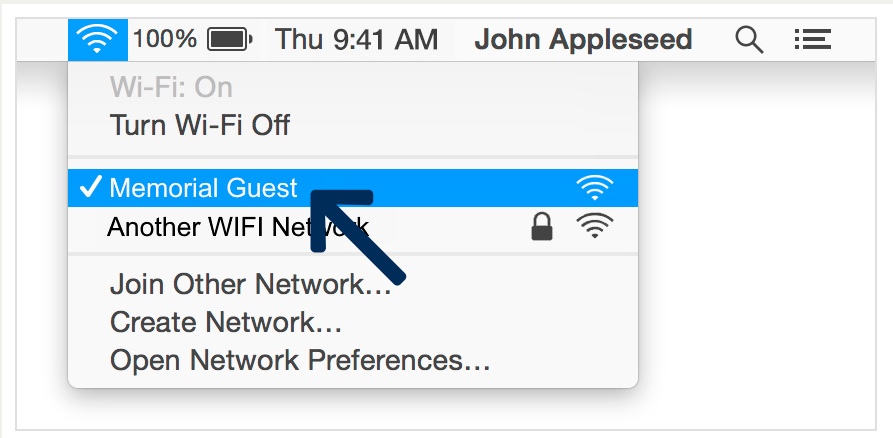 100% Thu 9:41 AM John Appleseed
Wi-Fi: On
Turn Wi-Fi Off
Memorial Guest
Another WIFI Network
Join Other Network...
Create Network...
Open Network Preferences...